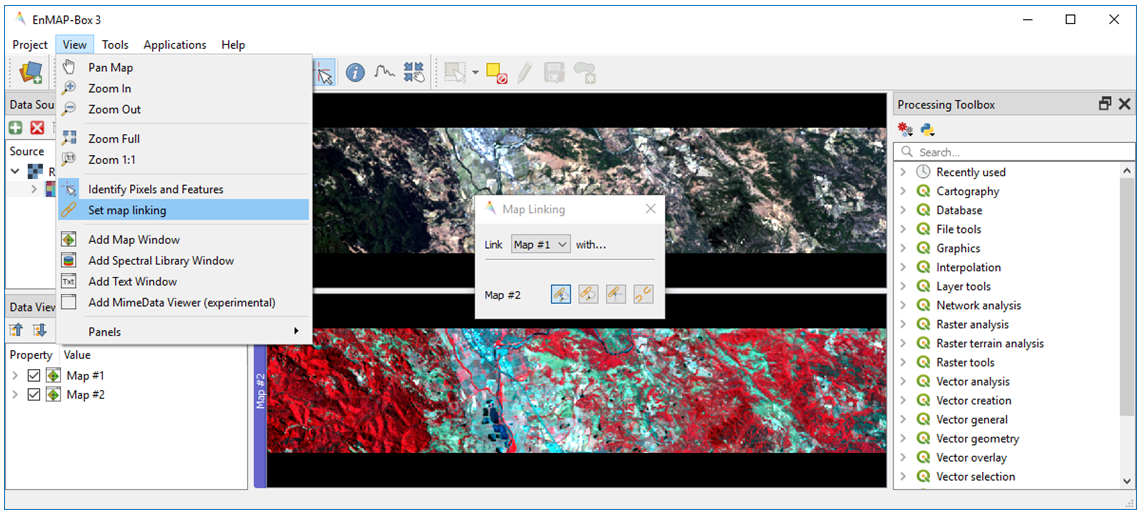 EnMAP-Box 3
Project View Tools Applications Help
Pan Map
Zoom In
Zoom Out
Zoom Full
Zoom 1:1
Identify Pixels and Features
Set map linking
Add Map Window
Add Spectral Library Window
Add Text Window
Add MimeData Viewer (experimental)
Panels
Data Sou
Source
R
Data View
Property Value
Map #1
Map #2
Map #2
Map Linking
Link Map #1 with...
Map #2
Processing Toolbox
Search...
Recently used
Cartography
Database
File tools
Graphics
Interpolation
Layer tools
Network analysis
Raster analysis
Raster terrain analysis
Raster tools
Vector analysis
Vector creation
Vector general
Vector geometry
Vector overlay
Vector selection